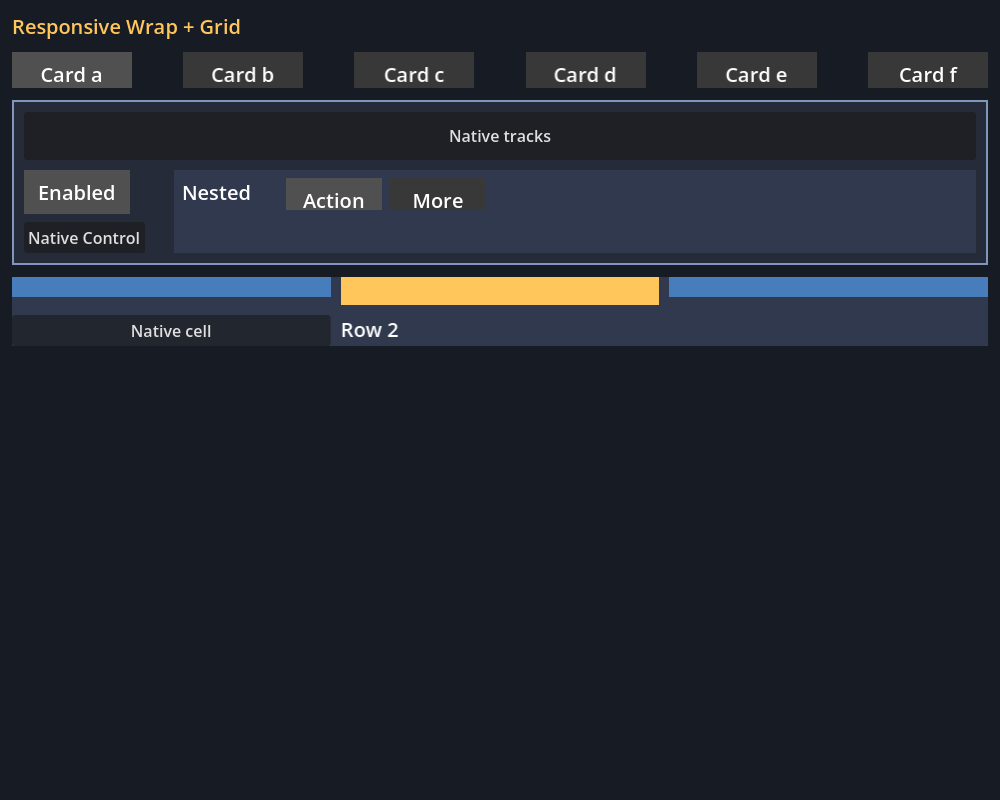 Responsive Wrap + Grid
Card a Card b Card c Card d Card e Card f
Native tracks
Enabled Nested Action More
Native Control
Native cell Row 2